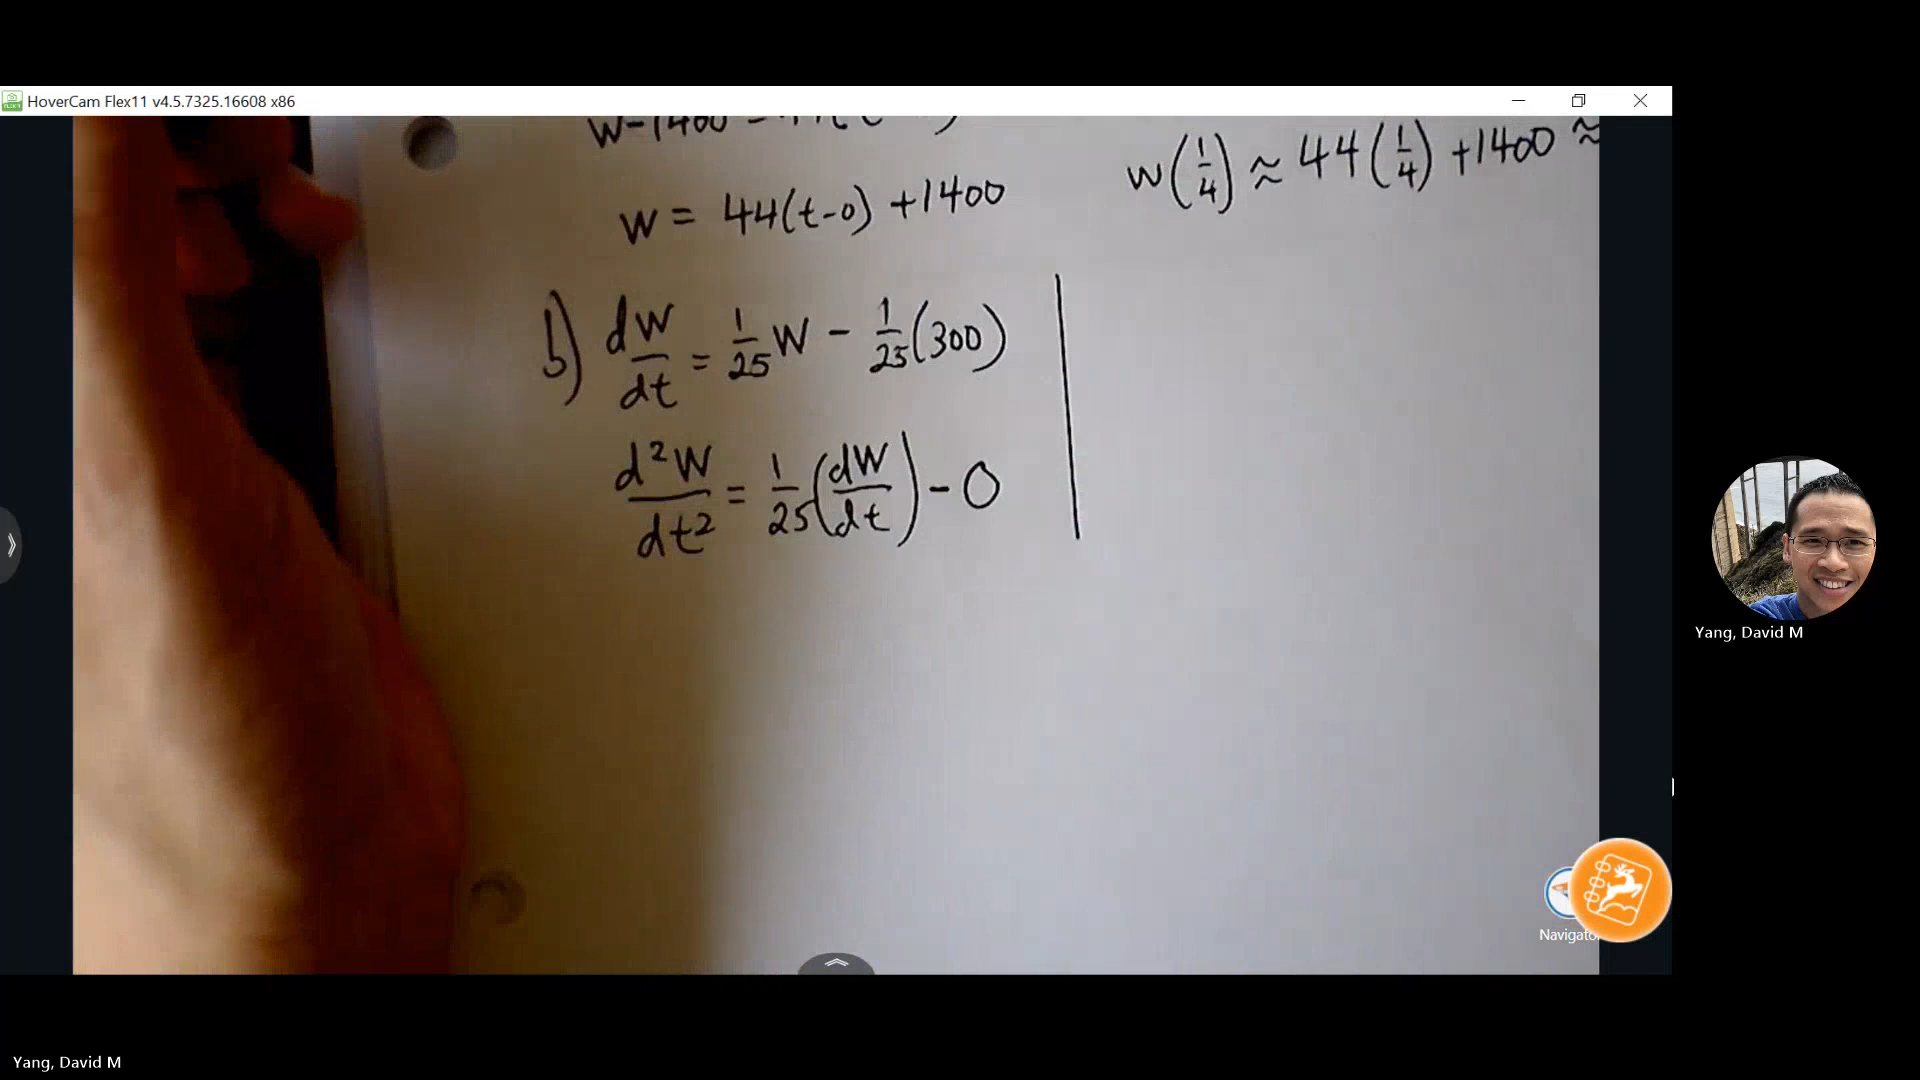 HoverCam Flex11 v4.5.7325.16608 x86
W-1400
W = 44(t-0) +1400
w(1/4) ≈ 44(1/4) +1400 ≈
b) dW/dt = 1/25 W - 1/25(300)
d²W/dt² = 1/25(dW/dt) - 0
Yang, David M
Navigato
Yang, David M